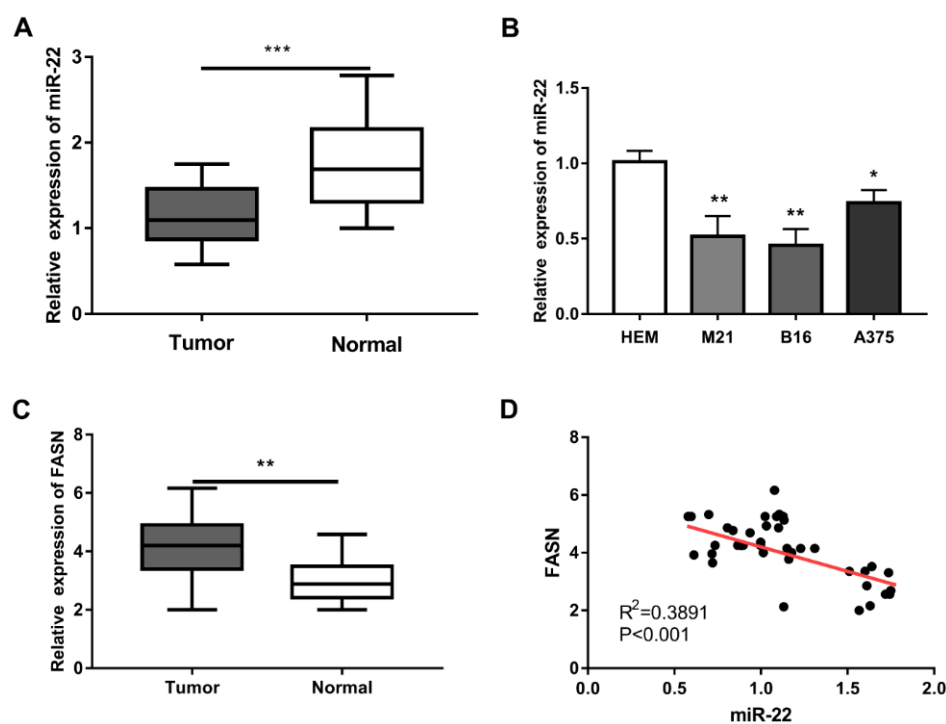 A
Relative expression of miR-22
3
2
1
0
***
Tumor
Normal
B
Relative expression of miR-22
1.5
1.0
0.5
0.0
**
**
*
HEM
M21
B16
A375
C
Relative expression of FASN
8
6
4
2
0
**
Tumor
Normal
D
FASN
8
6
4
2
0
R²=0.3891
P<0.001
0.0
0.5
1.0
1.5
2.0
miR-22